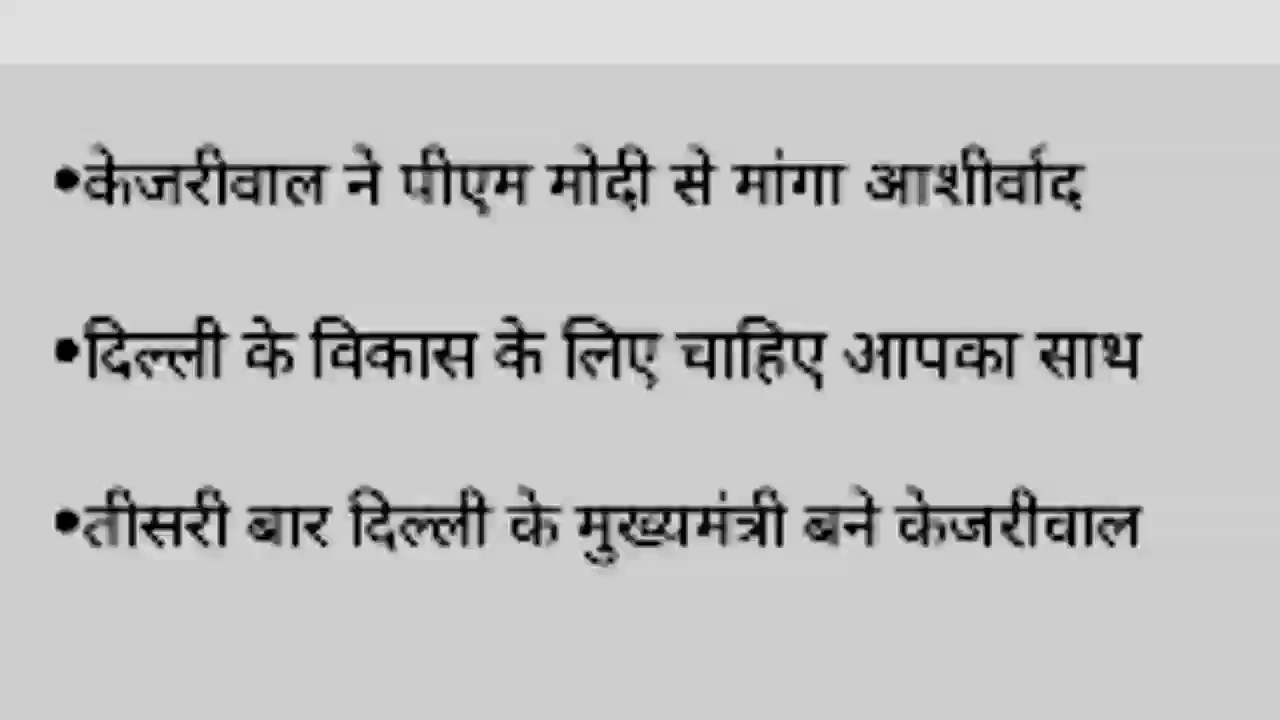 •केजरीवाल ने पीएम मोदी से मांगा आशीर्वाद
•दिल्ली के विकास के लिए चाहिए आपका साथ
•तीसरी बार दिल्ली के मुख्यमंत्री बने केजरीवाल